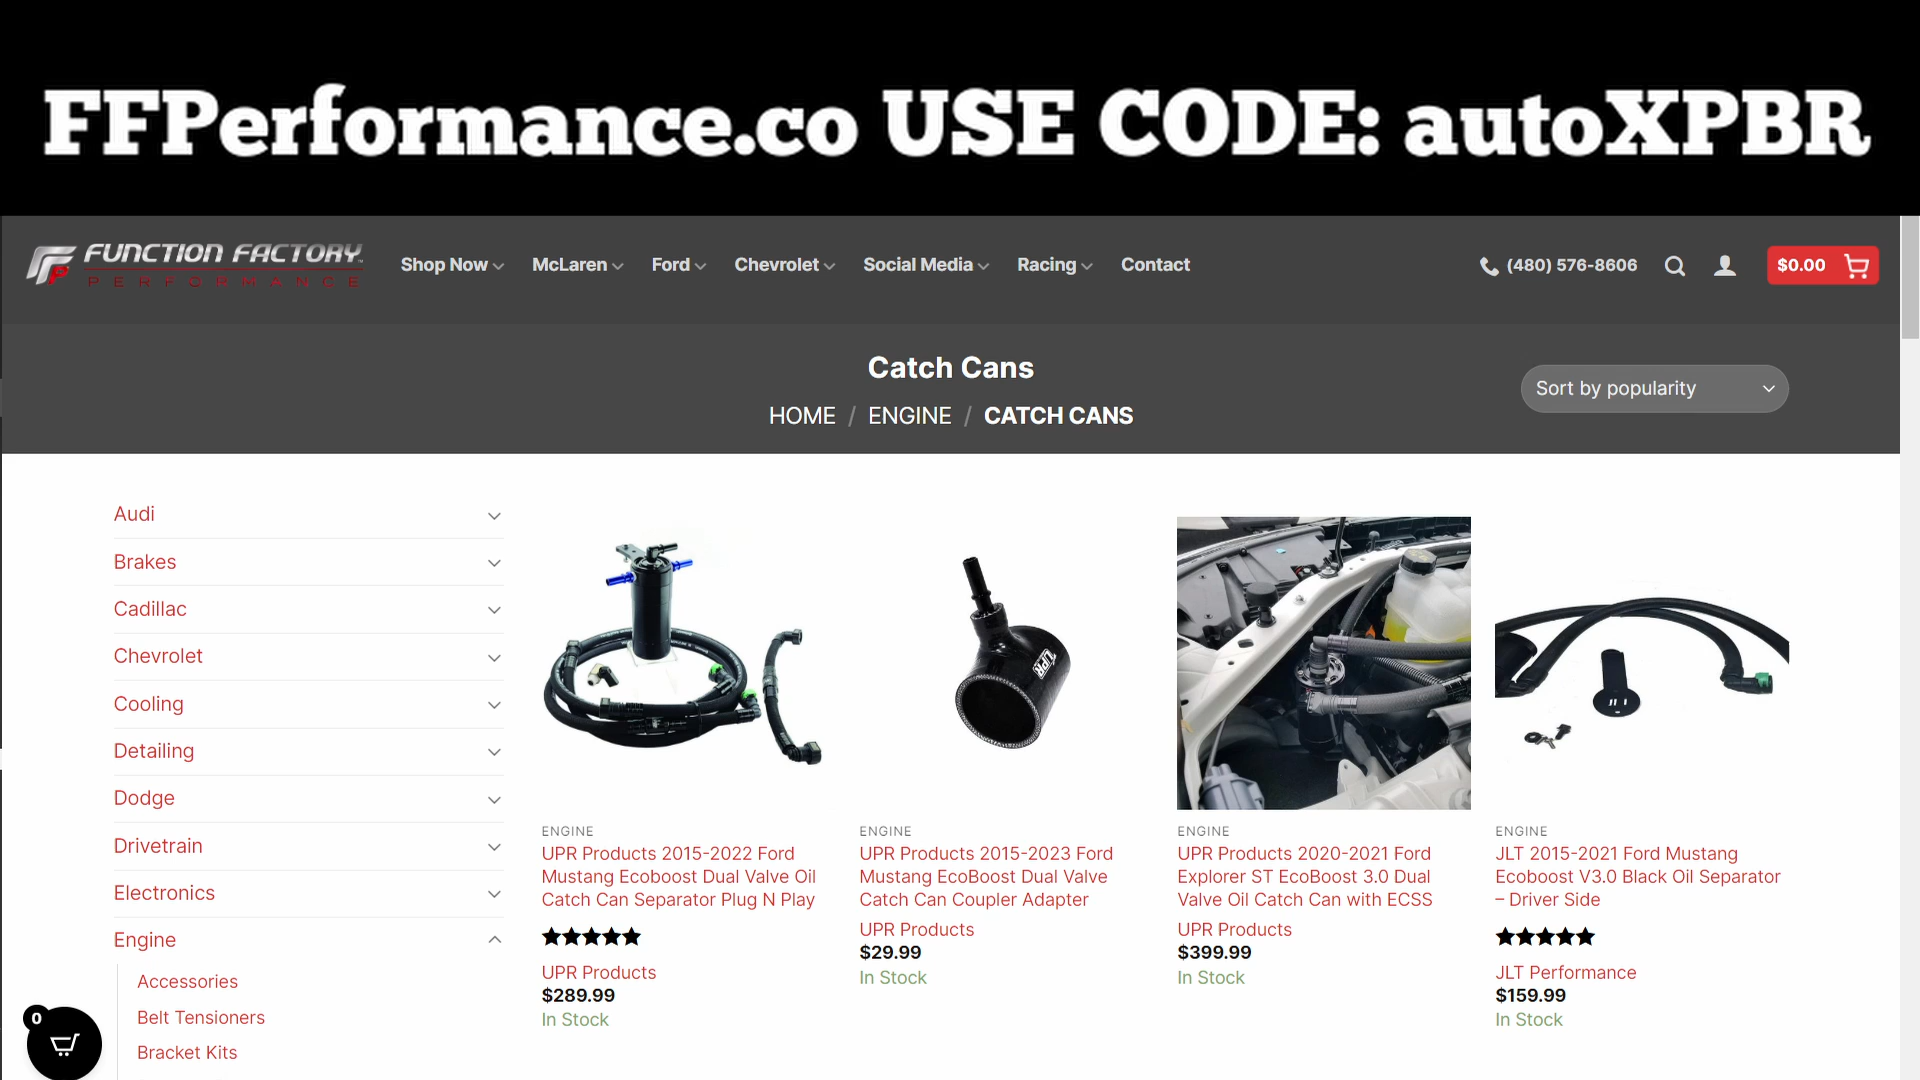 FFPerformance.co USE CODE: autoXPBR
FUNCTION FACTORY
PERFORMANCE
Shop Now
McLaren
Ford
Chevrolet
Social Media
Racing
Contact
(480) 576-8606
$0.00
Catch Cans
HOME / ENGINE / CATCH CANS
Sort by popularity
Audi
Brakes
Cadillac
Chevrolet
Cooling
Detailing
Dodge
Drivetrain
Electronics
Engine
Accessories
Belt Tensioners
Bracket Kits
0
ENGINE
UPR Products 2015-2022 Ford
Mustang Ecoboost Dual Valve Oil
Catch Can Separator Plug N Play
UPR Products
$289.99
In Stock
UPR
ENGINE
UPR Products 2015-2023 Ford
Mustang EcoBoost Dual Valve
Catch Can Coupler Adapter
UPR Products
$29.99
In Stock
ENGINE
UPR Products 2020-2021 Ford
Explorer ST EcoBoost 3.0 Dual
Valve Oil Catch Can with ECSS
UPR Products
$399.99
In Stock
ENGINE
JLT 2015-2021 Ford Mustang
Ecoboost V3.0 Black Oil Separator
– Driver Side
JLT Performance
$159.99
In Stock